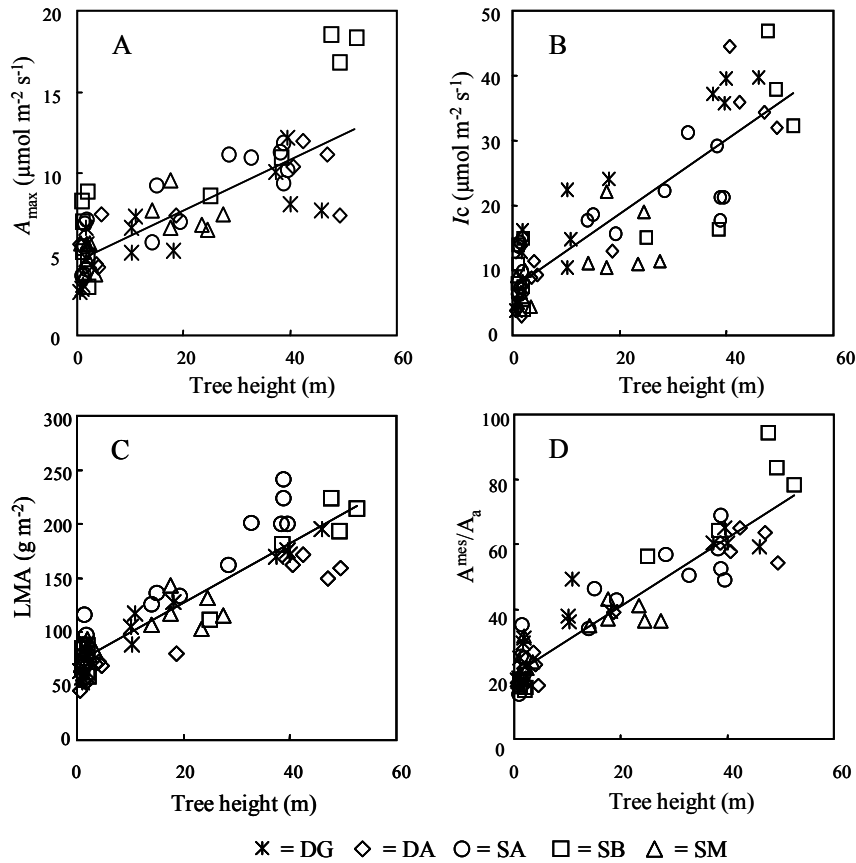 A
20
15
10
5
0
A max (μmol m⁻² s⁻¹)
0 20 40 60
Tree height (m)
B
50
40
30
20
10
0
Ic (μmol m⁻² s⁻¹)
0 20 40 60
Tree height (m)
C
300
250
200
150
100
50
0
LMA (g m⁻²)
0 20 40 60
Tree height (m)
D
100
80
60
40
20
0
A mes/A a
0 20 40 60
Tree height (m)
= DG = DA = SA = SB = SM